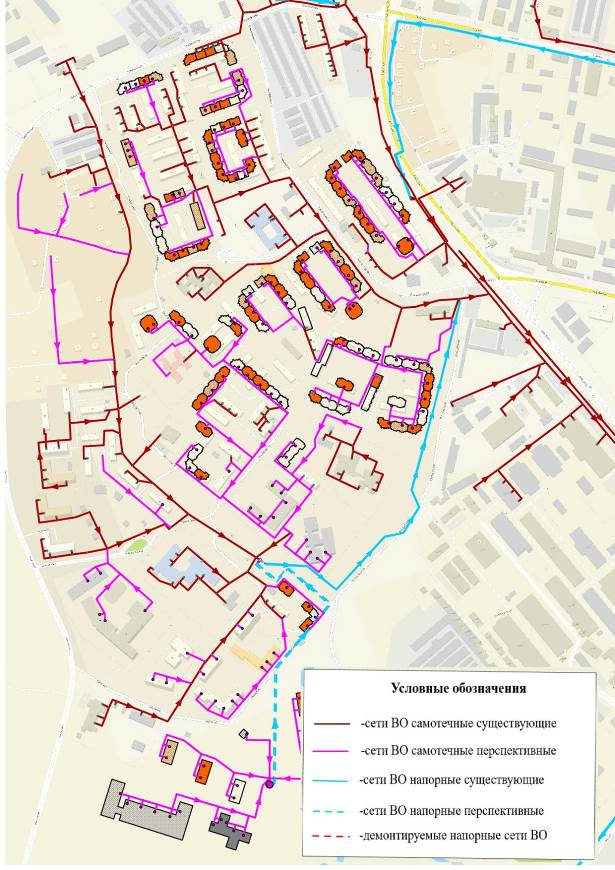 Условные обозначения
-сети ВО самотечные существующие
-сети ВО самотечные перспективные
-сети ВО напорные существующие
-сети ВО напорные перспективные
-демонтируемые напорные сети ВО